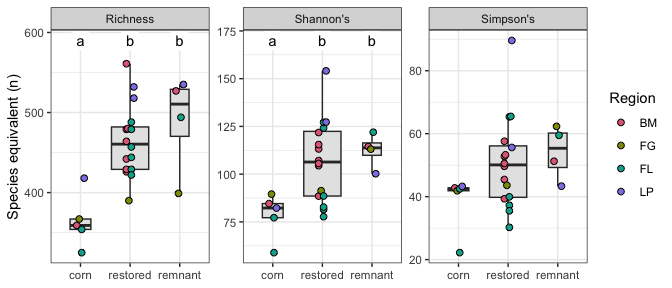 Richness
Shannon's
Simpson's
Species equivalent (n)
600
500
400
a b b
corn restored remnant
175
150
125
100
75
a b b
corn restored remnant
80
60
40
20
corn restored remnant
Region
BM
FG
FL
LP